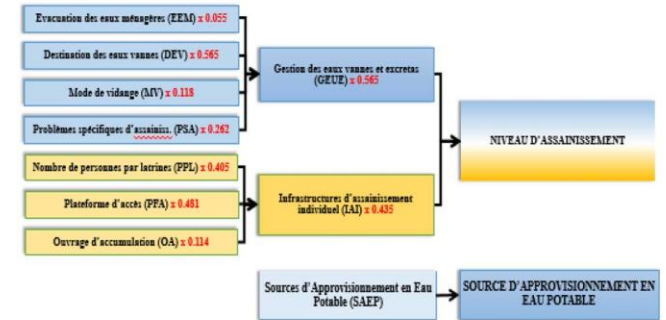 Evacuation des eaux ménagères (EEM) x 0.055
Destination des eaux vannes (DEV) x 0.565
Mode de vidange (MV) x 0.118
Problèmes spécifiques d'assainiss. (PSA) x 0.262
Gestion des eaux vannes et excretas
(GEUE) x 0.565
Nombre de personnes par latrines (PPL) x 0.405
Plateforme d'accès (PFA) x 0.481
Ouvrage d'accumulation (OA) x 0.114
Infrastructures d'assainissement
individuel (IAI) x 0.435
NIVEAU D'ASSAINISSEMENT
Sources d'Approvisionnement en Eau
Potable (SAEP)
SOURCE D'APPROVISIONNEMENT EN
EAU POTABLE